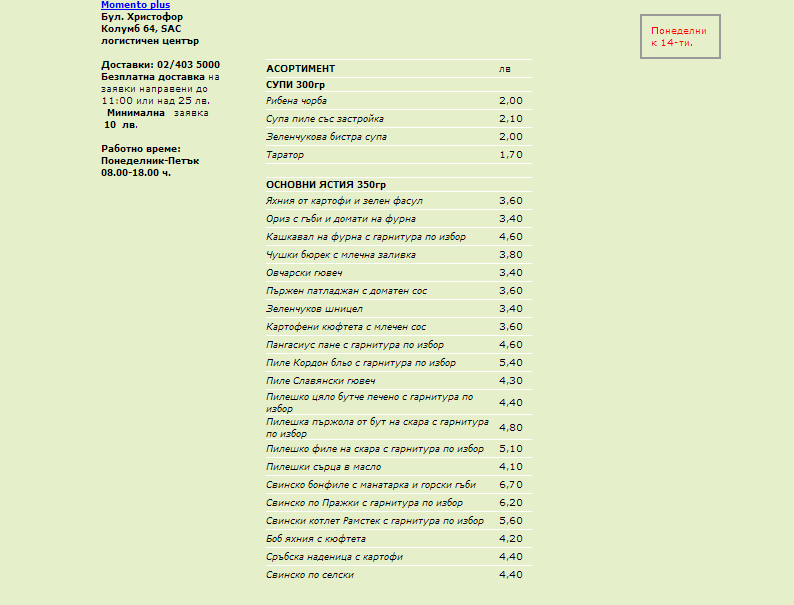 Momento plus
Бул. Христофор
Колумб 64, SAC
логистичен център
Доставки: 02/403 5000
Безплатна доставка на
заявки направени до
11:00 или над 25 лв.
Минимална заявка
10 лв.
Работно време:
Понеделник-Петък
08.00-18.00 ч.
АСОРТИМЕНТ лв
СУПИ 300гр
Рибена чорба 2,00
Супа пиле със застройка 2,10
Зеленчукова бистра супа 2,00
Таратор 1,70
ОСНОВНИ ЯСТИЯ 350гр
Яхния от картофи и зелен фасул 3,60
Ориз с гъби и домати на фурна 3,40
Кашкавал на фурна с гарнитура по избор 4,60
Чушки бюрек с млечна заливка 3,80
Овчарски гювеч 3,40
Пържен патладжан с доматен сос 3,60
Зеленчуков шницел 3,40
Картофени кюфтета с млечен сос 3,60
Пангасиус пане с гарнитура по избор 4,60
Пиле Кордон бльо с гарнитура по избор 5,40
Пиле Славянски гювеч 4,30
Пилешко цяло бутче печено с гарнитура по
избор 4,40
Пилешка пържола от бут на скара с гарнитура
по избор 4,80
Пилешко филе на скара с гарнитура по избор 5,10
Пилешки сърца в масло 4,10
Свинско бонфиле с манатарка и горски гъби 6,70
Свинско по Пражки с гарнитура по избор 6,20
Свински котлет Рамстек с гарнитура по избор 5,60
Боб яхния с кюфтета 4,20
Сръбска наденица с картофи 4,40
Свинско по селски 4,40
Понеделни
к 14-ти.